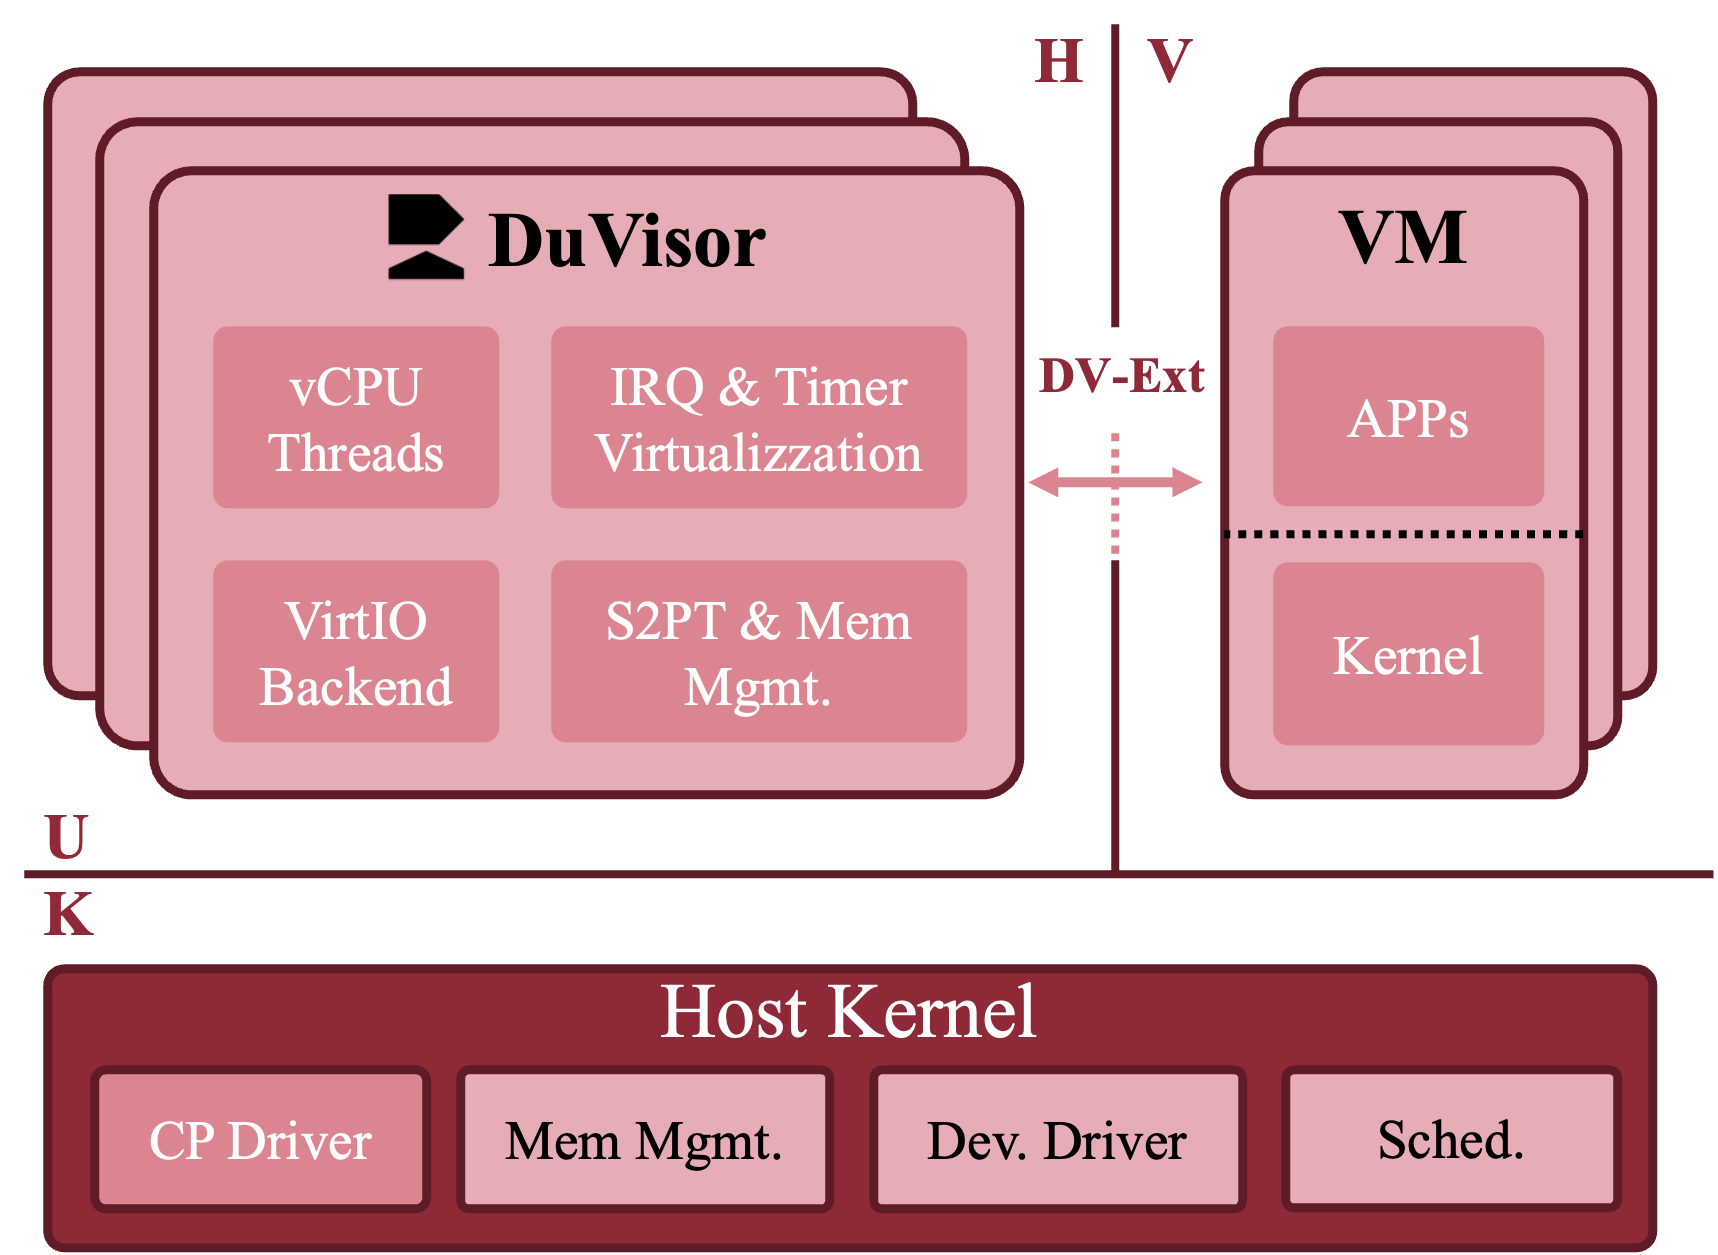 H V
DuVisor
VM
vCPU
Threads
IRQ & Timer
Virtualizzation
DV-Ext
APPs
VirtIO
Backend
S2PT & Mem
Mgmt.
Kernel
U
K
Host Kernel
CP Driver
Mem Mgmt.
Dev. Driver
Sched.